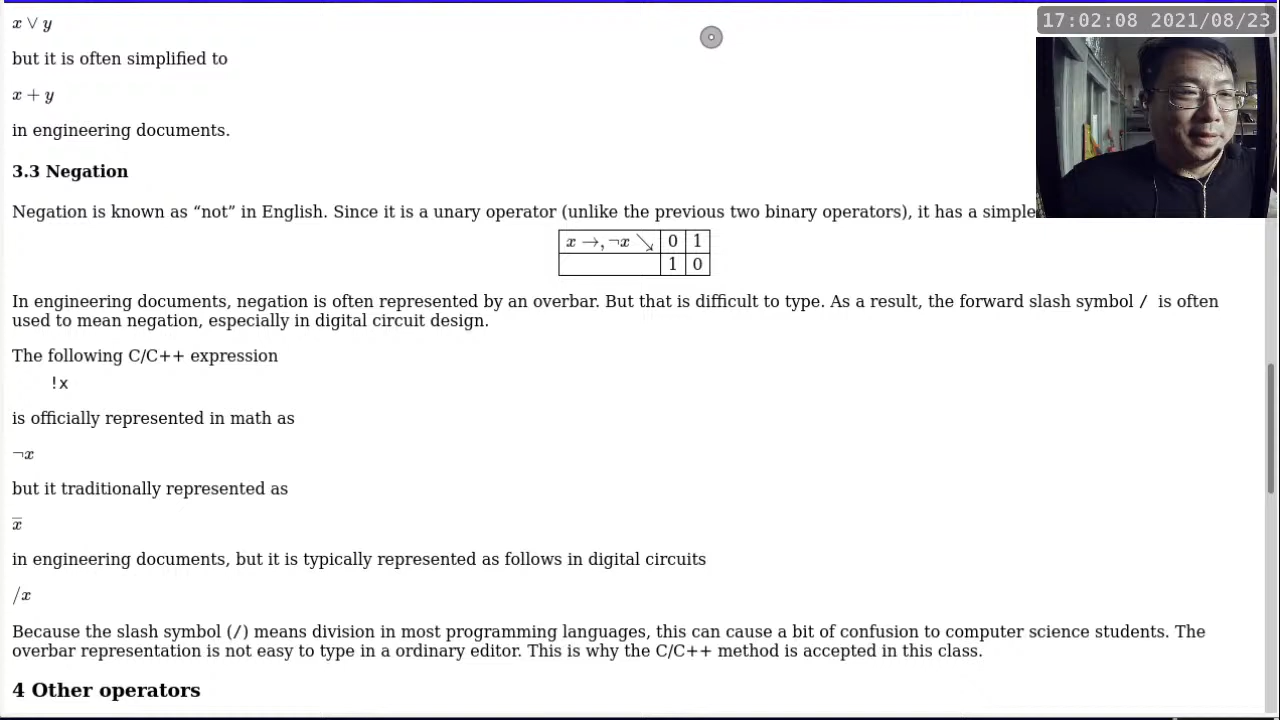 17:02:08 2021/08/23
x ∨ y
but it is often simplified to
x + y
in engineering documents.
3.3 Negation
Negation is known as “not” in English. Since it is a unary operator (unlike the previous two binary operators), it has a simple
x →, ¬x ↘ 0 1
1 0
In engineering documents, negation is often represented by an overbar. But that is difficult to type. As a result, the forward slash symbol / is often
used to mean negation, especially in digital circuit design.
The following C/C++ expression
!x
is officially represented in math as
¬x
but it traditionally represented as
x̅
in engineering documents, but it is typically represented as follows in digital circuits
/x
Because the slash symbol (/) means division in most programming languages, this can cause a bit of confusion to computer science students. The
overbar representation is not easy to type in a ordinary editor. This is why the C/C++ method is accepted in this class.
4 Other operators